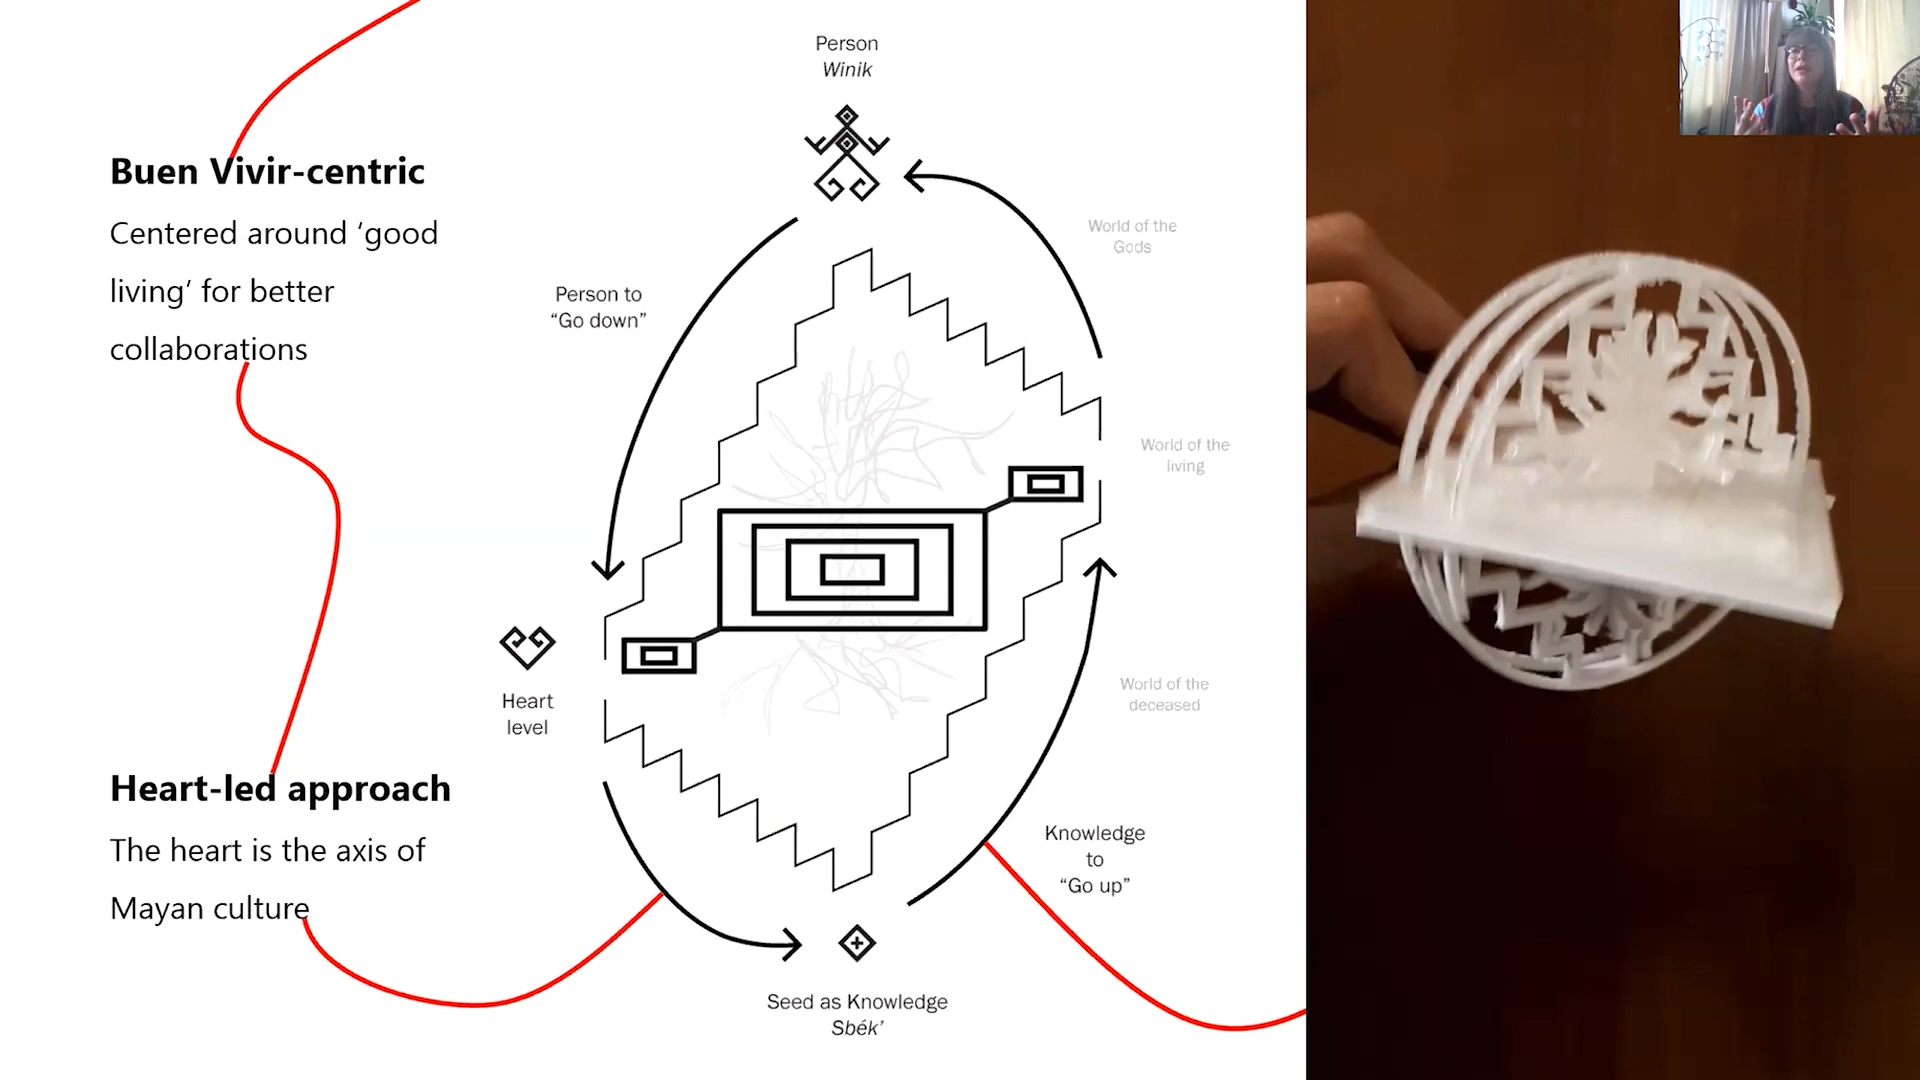 Buen Vivir-centric
Centered around ‘good
living’ for better
collaborations
Heart-led approach
The heart is the axis of
Mayan culture
Person
Winik
World of the
Gods
Person to
“Go down”
World of the
living
Heart
level
World of the
deceased
Knowledge
to
“Go up”
Seed as Knowledge
Sbék’